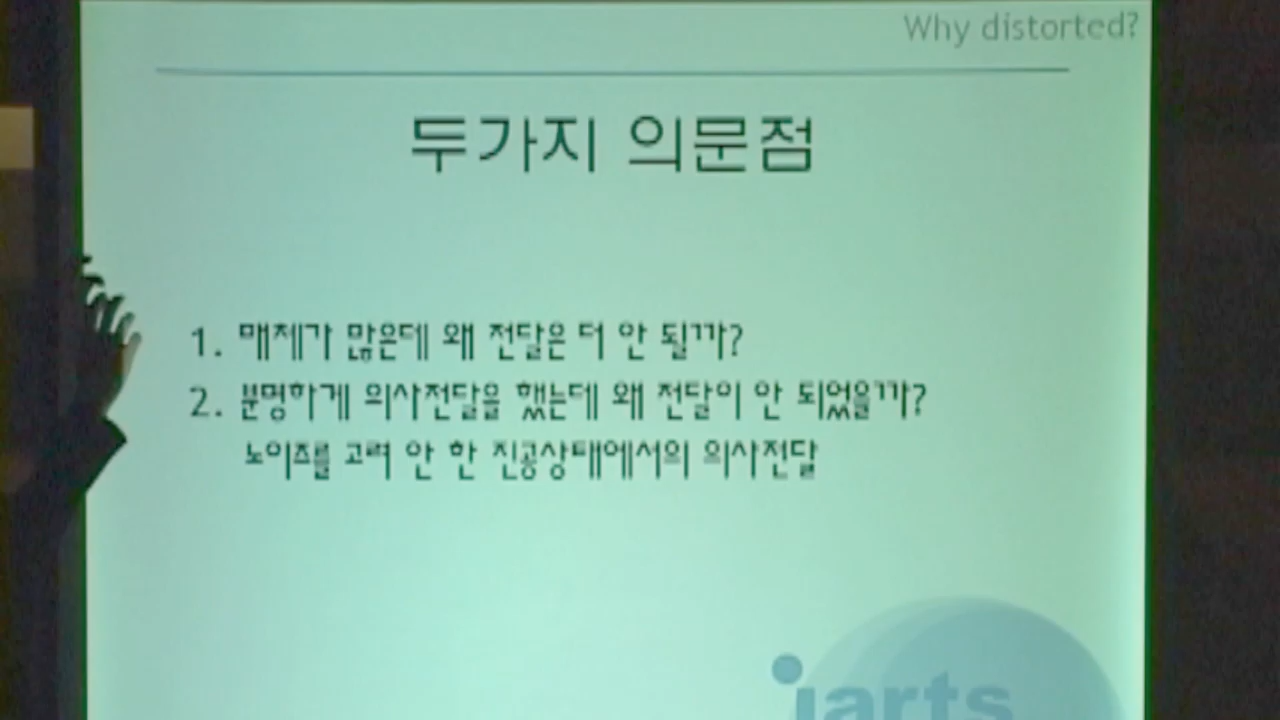 Why distorted?
두가지 의문점
1. 매체가 많은데 왜 전달은 더 안 될까?
2. 분명하게 의사전달을 했는데 왜 전달이 안 되었을까?
노이즈를 고려 안 한 진공상태에서의 의사전달
iarts